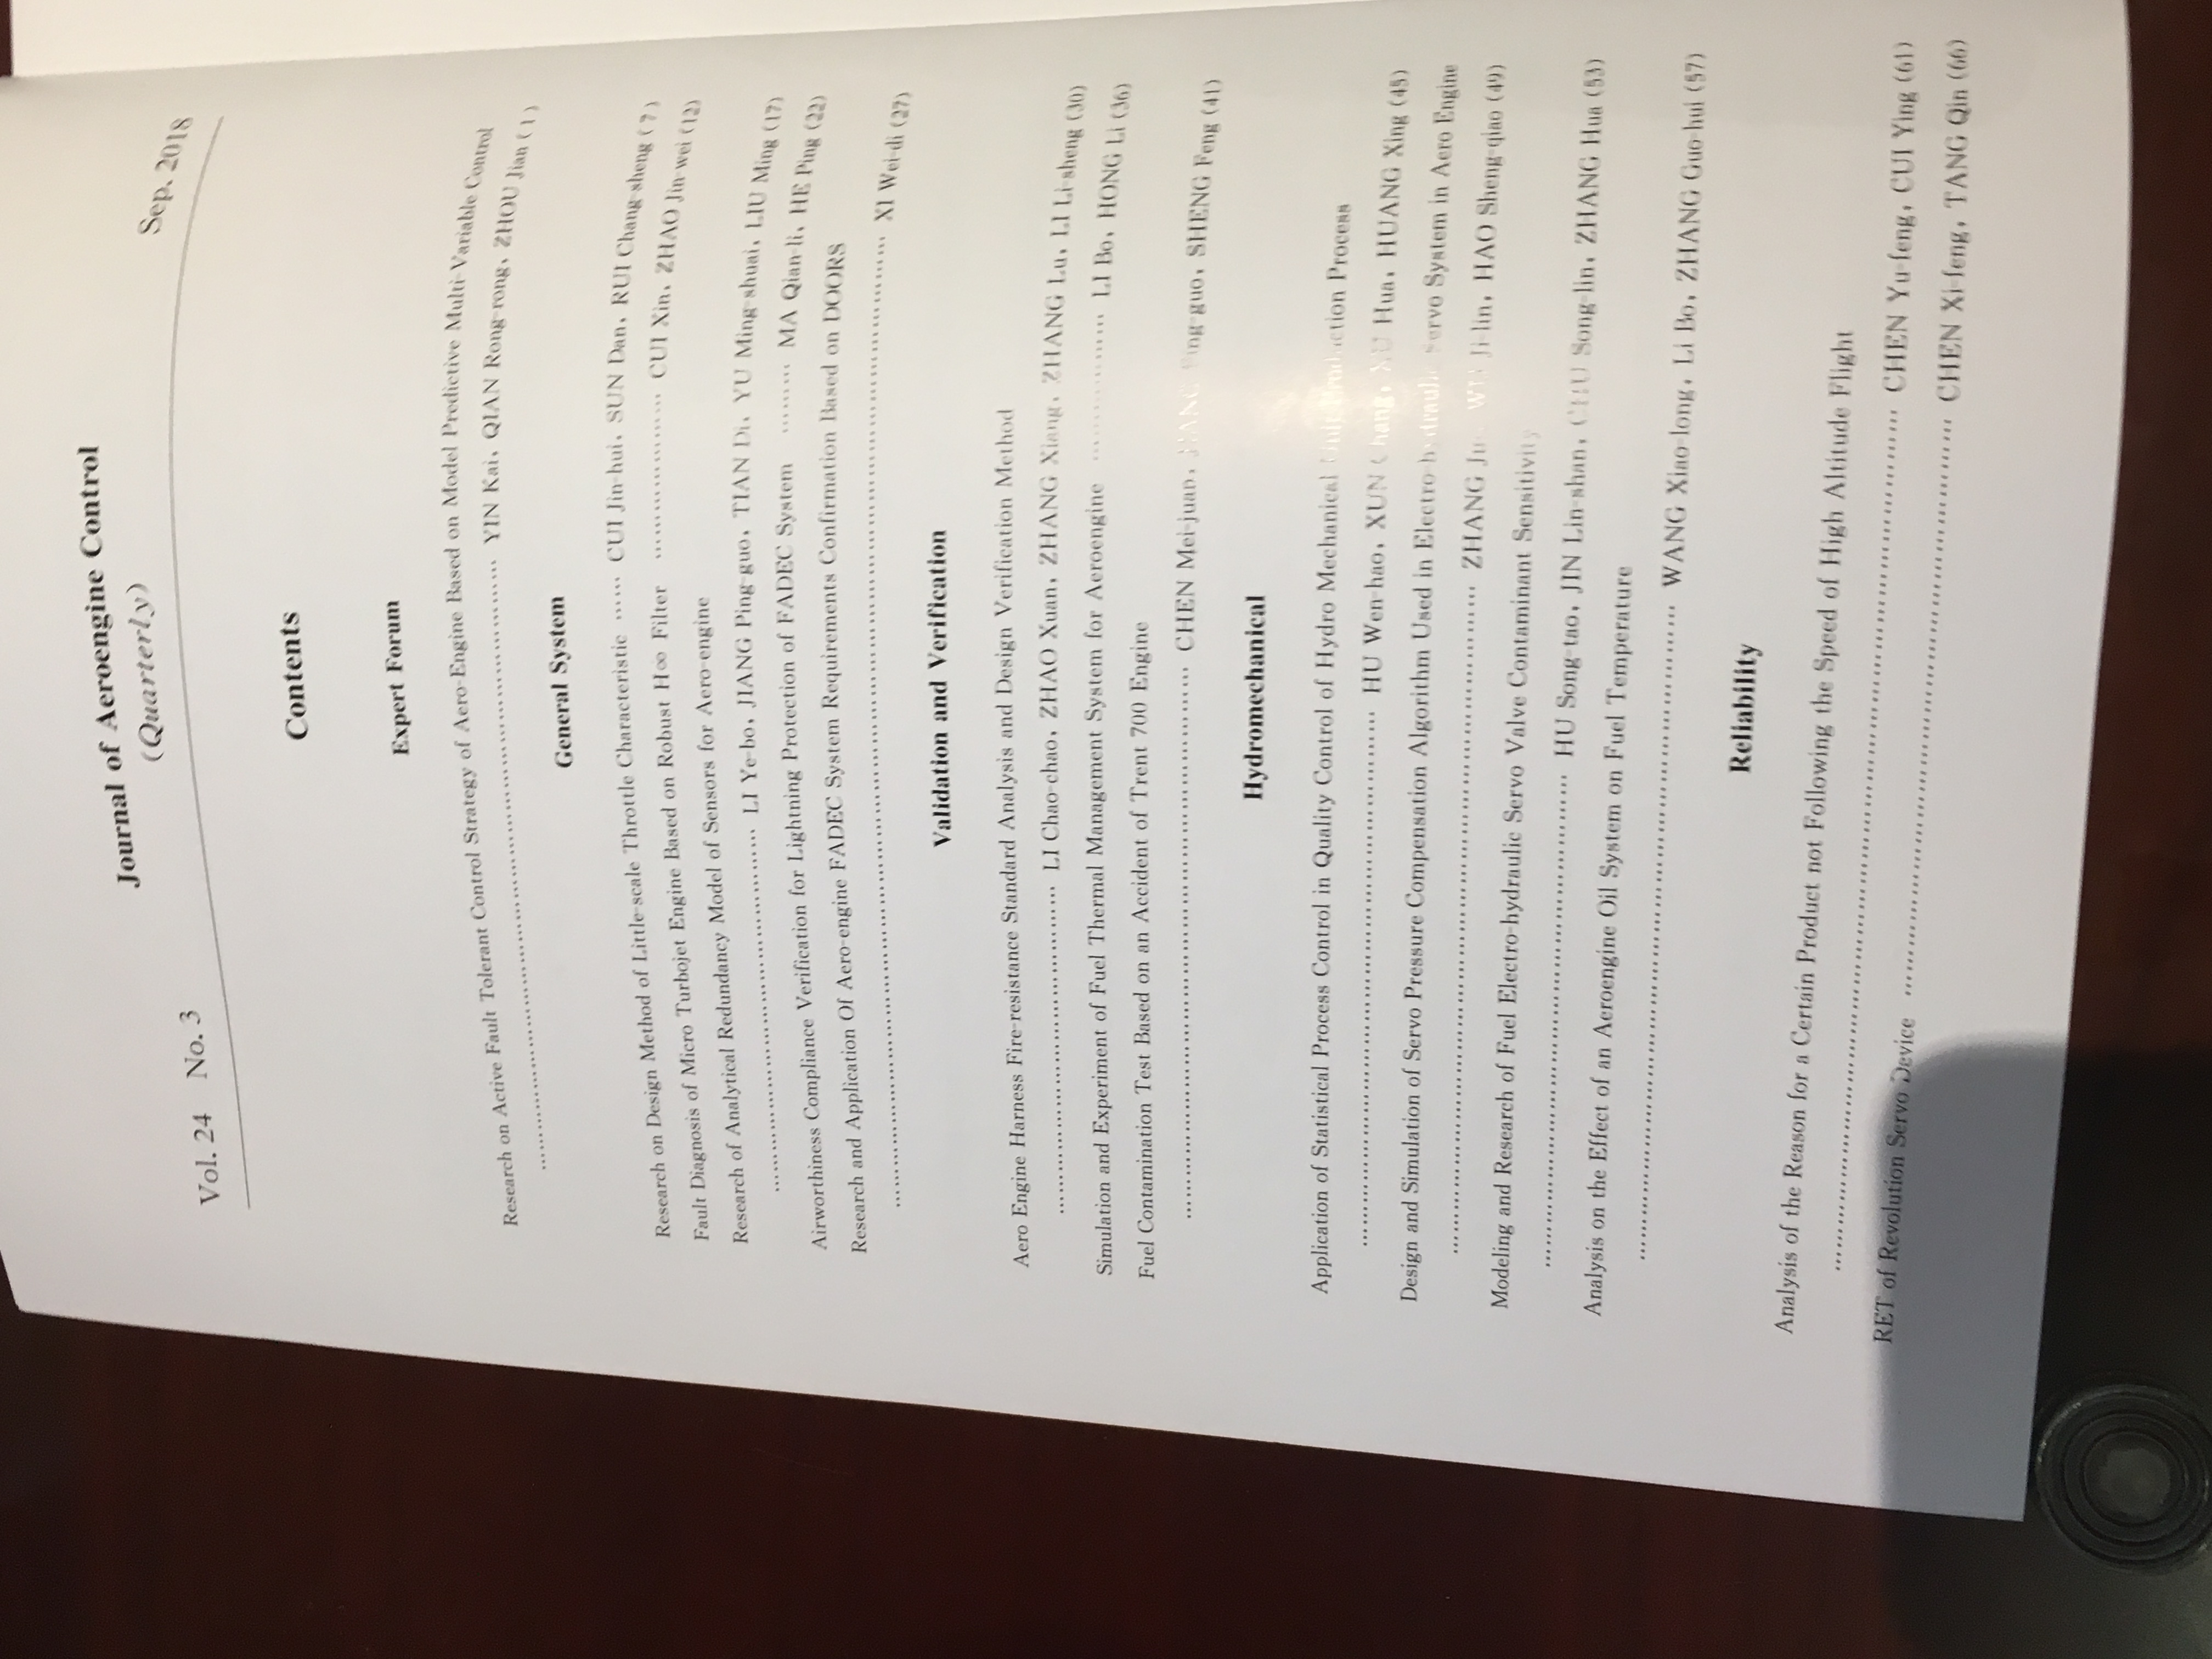 Journal of Aeroengine Control
(Quarterly)
Vol. 24 No. 3 Sep. 2018
Contents
Expert Forum
Research on Active Fault Tolerant Control Strategy of Aero-Engine Based on Model Predictive Multi-Variable Control
…………………………………………………………………… YIN Kai, QIAN Rong-rong, ZHOU Jian (1)
General System
Research on Design Method of Little-scale Throttle Characteristic …… CUI Jin-hui, SUN Dan, RUI Chang-sheng (7)
Fault Diagnosis of Micro Turbojet Engine Based on Robust H∞ Filter ………………… CUI Xin, ZHAO Jin-wei (12)
Research of Analytical Redundancy Model of Sensors for Aero-engine
………………………………………… LI Ye-bo, JIANG Ping-guo, TIAN Di, YU Ming-shuai, LIU Ming (17)
Airworthiness Compliance Verification for Lightning Protection of FADEC System ……… MA Qian-li, HE Ping (22)
Research and Application Of Aero-engine FADEC System Requirements Confirmation Based on DOORS
……………………………………………………………………………………………………… XI Wei-di (27)
Validation and Verification
Aero Engine Harness Fire-resistance Standard Analysis and Design Verification Method
……………………………………… LI Chao-chao, ZHAO Xuan, ZHANG Xiang, ZHANG Lu, LI Li-sheng (30)
Simulation and Experiment of Fuel Thermal Management System for Aeroengine ……………… LI Bo, HONG Li (36)
Fuel Contamination Test Based on an Accident of Trent 700 Engine
………………………………………………………………… CHEN Mei-juan, SHENG Feng (41)
Hydromechanical
Application of Statistical Process Control in Quality Control of Hydro Mechanical Unit Production Process
……………………………………………………………… HU Wen-hao, XUN Chang, XU Hua, HUANG Xing (45)
Design and Simulation of Servo Pressure Compensation Algorithm Used in Electro-hydraulic Servo System in Aero Engine
……………………………………………………………………………… ZHANG Ji-lin, HAO Sheng-qiao (49)
Modeling and Research of Fuel Electro-hydraulic Servo Valve Contaminant Sensitivity
………………………………………………………… HU Song-tao, JIN Lin-shan, CHU Song-lin, ZHANG Hua (53)
Analysis on the Effect of an Aeroengine Oil System on Fuel Temperature
…………………………………………………………………………… WANG Xiao-long, Li Bo, ZHANG Guo-hui (57)
Reliability
Analysis of the Reason for a Certain Product not Following the Speed of High Altitude Flight
…………………………………………………………………………………………………… CHEN Yu-feng, CUI Ying (61)
RET of Revolution Servo Device ………………………………………………………………… CHEN Xi-feng, TANG Qin (66)